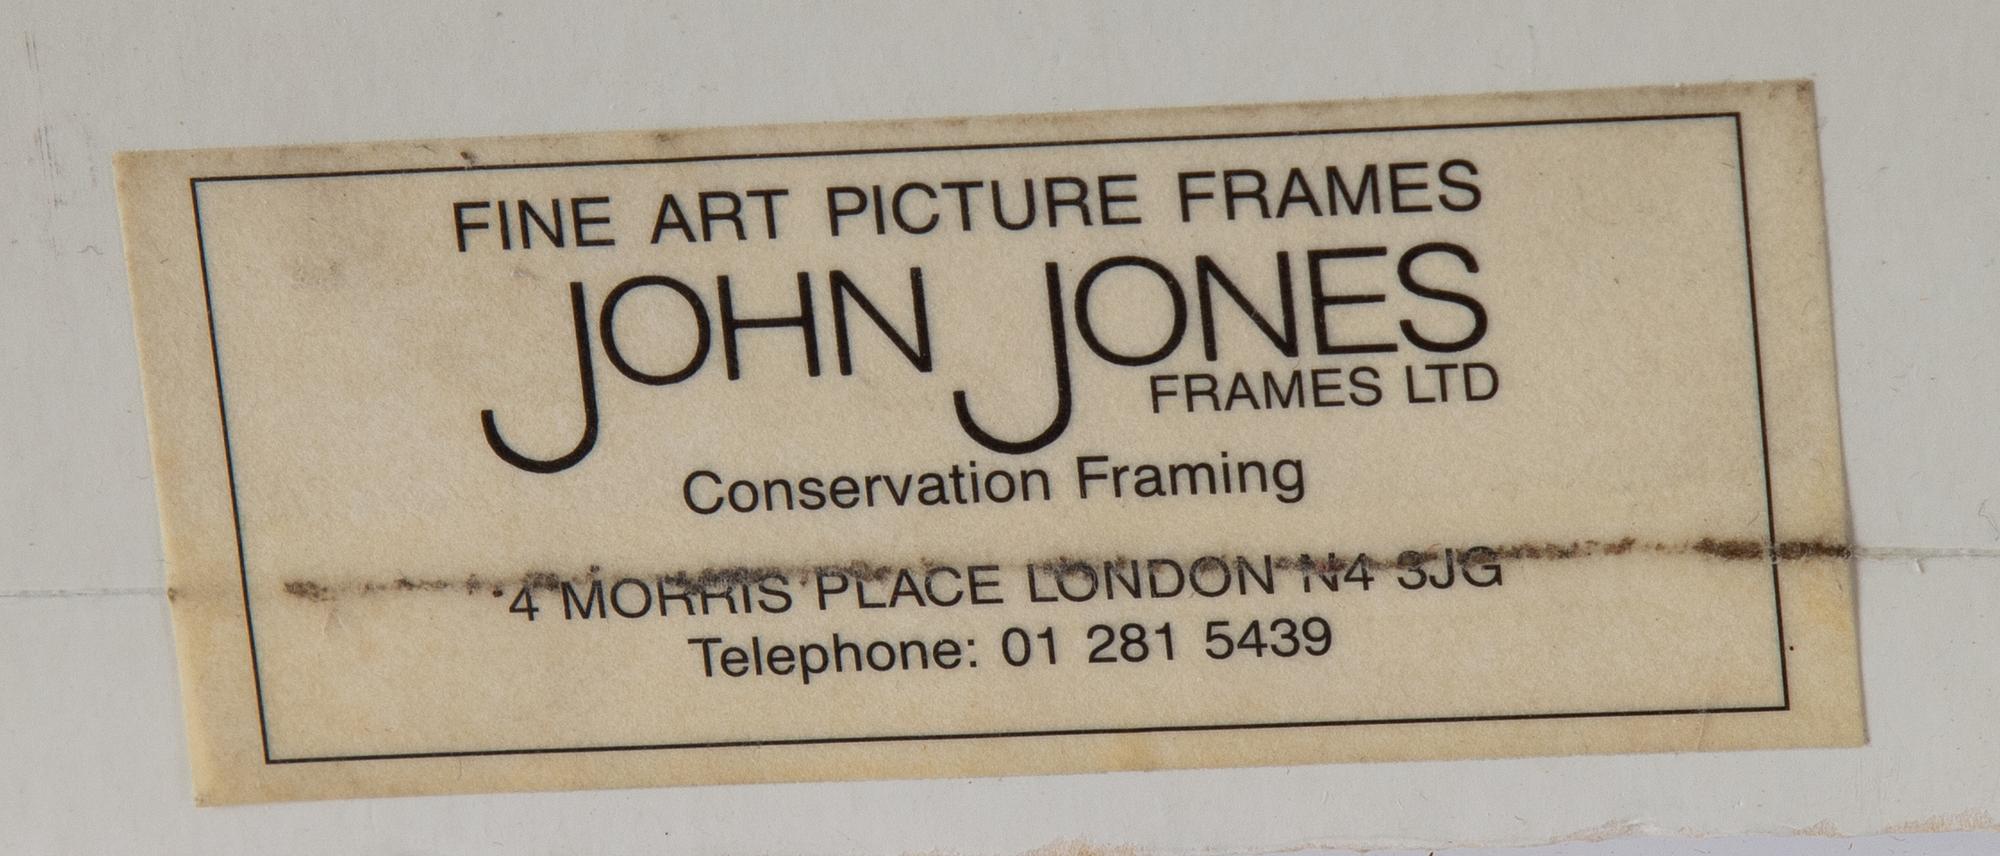 FINE ART PICTURE FRAMES
JOHN JONES
FRAMES LTD
Conservation Framing
4 MORRIS PLACE LONDON N4 3JG
Telephone: 01 281 5439